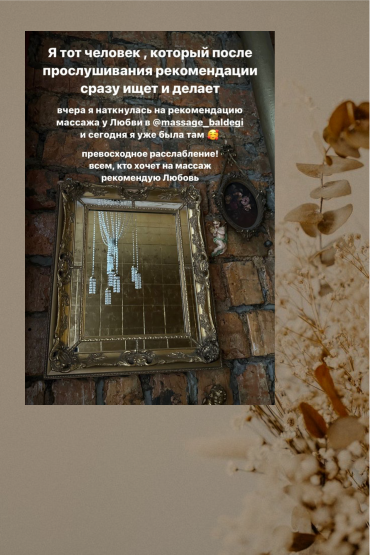 Я тот человек , который после
прослушивания рекомендации
сразу ищет и делает
вчера я наткнулась на рекомендацию
массажа у Любви в @massage_baldegi
и сегодня я уже была там 🥰
превосходное расслабление!
всем, кто хочет на массаж
рекомендую Любовь